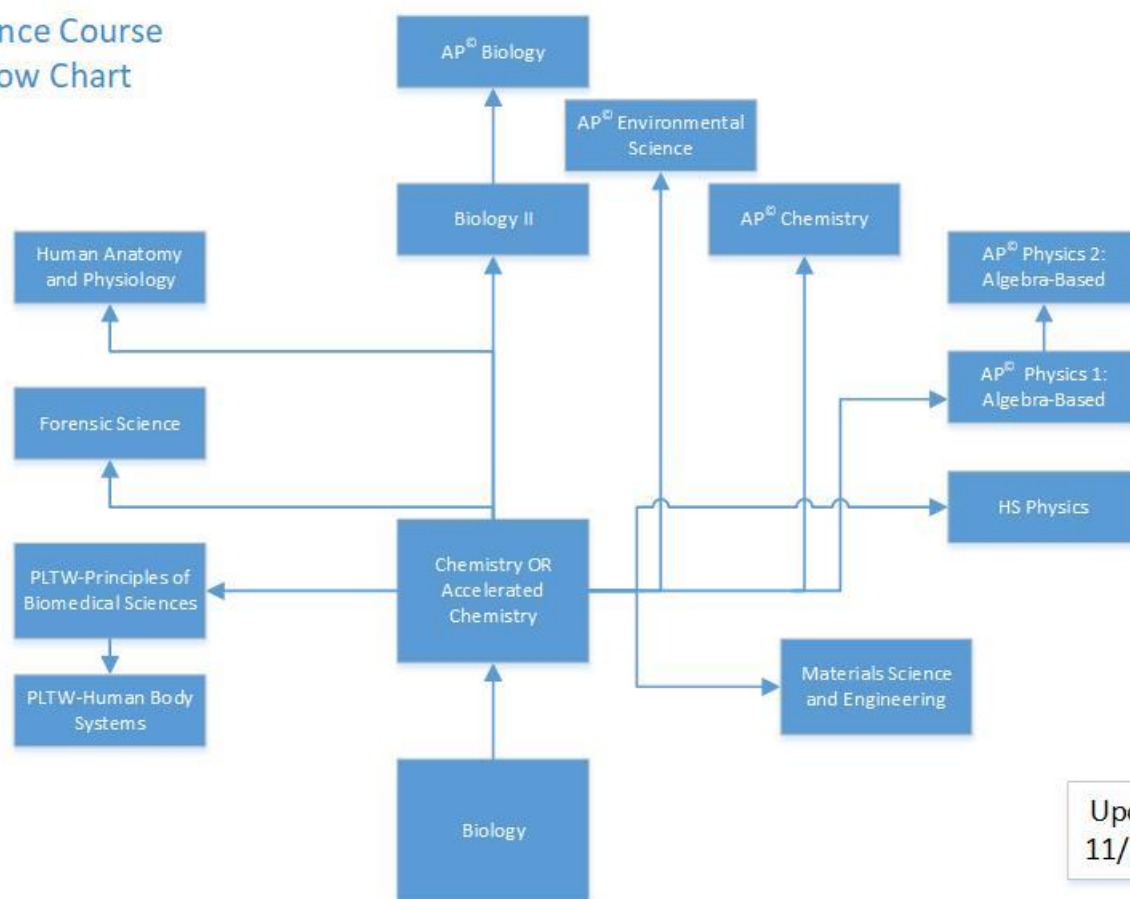 nce Course
ow Chart
AP© Biology
AP© Environmental
Science
Biology II
AP© Chemistry
Human Anatomy
and Physiology
AP© Physics 2:
Algebra-Based
AP© Physics 1:
Algebra-Based
Forensic Science
HS Physics
Chemistry OR
Accelerated
Chemistry
PLTW-Principles of
Biomedical Sciences
Materials Science
and Engineering
PLTW-Human Body
Systems
Biology
Upd
11/